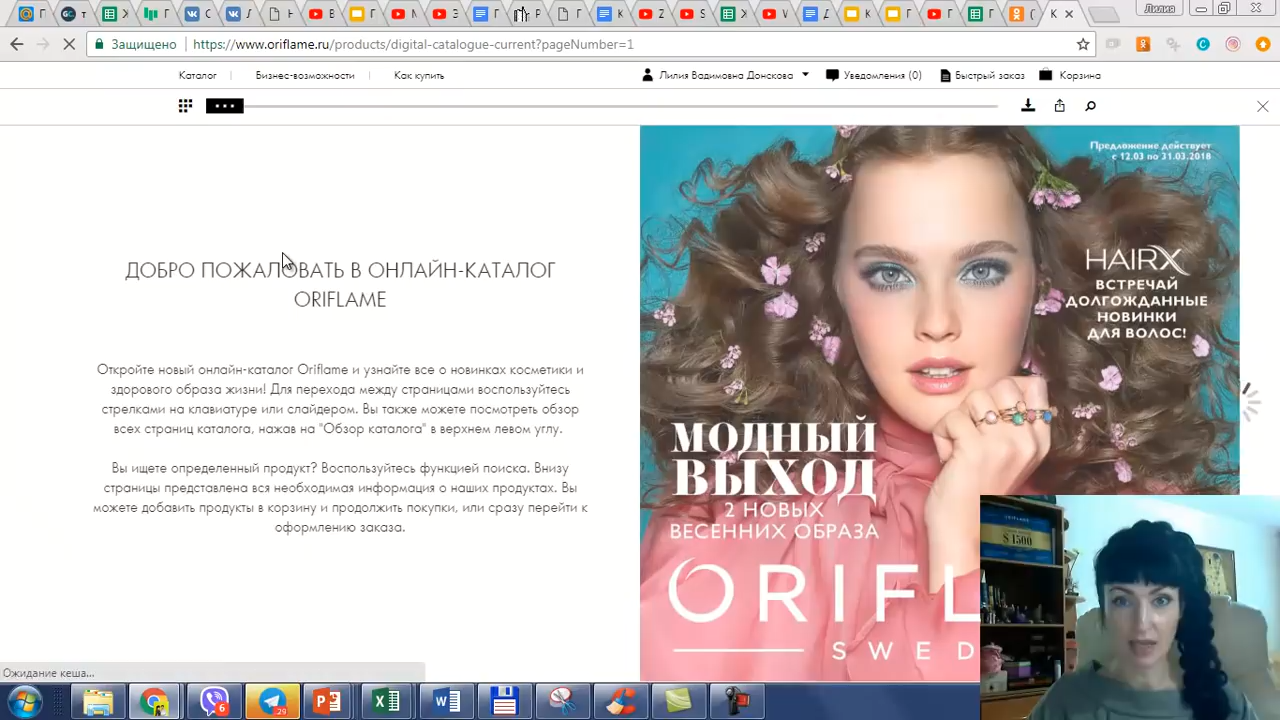 Лилия
Защищено
https://www.oriflame.ru/products/digital-catalogue-current?pageNumber=1
Каталог
Бизнес-возможности
Как купить
Лилия Вадимовна Донскова
Уведомления (0)
Быстрый заказ
Корзина
ДОБРО ПОЖАЛОВАТЬ В ОНЛАЙН-КАТАЛОГ
ORIFLAME
Откройте новый онлайн-каталог Oriflame и узнайте все о новинках косметики и
здорового образа жизни! Для перехода между страницами воспользуйтесь
стрелками на клавиатуре или слайдером. Вы также можете посмотреть обзор
всех страниц каталога, нажав на "Обзор каталога" в верхнем левом углу.
Вы ищете определенный продукт? Воспользуйтесь функцией поиска. Внизу
страницы представлена вся необходимая информация о наших продуктах. Вы
можете добавить продукты в корзину и продолжить покупки, или сразу перейти к
оформлению заказа.
Предложение действует
с 12.03 по 31.03.2018
HAIRX
ВСТРЕЧАЙ
ДОЛГОЖДАННЫЕ
НОВИНКИ
ДЛЯ ВОЛОС!
МОДНЫЙ
ВЫХОД
2 НОВЫХ
ВЕСЕННИХ ОБРАЗА
ORIFL
SWED
$ 1500
Ожидание кеша...
6
29